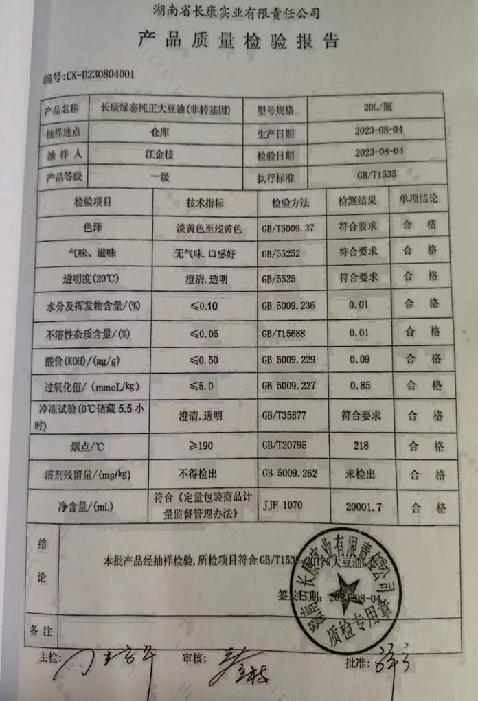 湖南省长康实业有限责任公司
产品质量检验报告
编号:CK-U230804001
产品名称 长康绿态纯正大豆油(非转基因) 型号规格 20L/瓶
抽样地点 仓库 生产日期 2023-08-04
抽样人 江金枝 检验日期 2023-08-04
产品等级 一级 执行标准 GB/T1535
检验项目 技术指标 检验方法 检测结果 单项结论
色泽 淡黄色至浅黄色 GB/T5009.37 符合要求 合格
气味、滋味 无气味.口感好 GB/55252 符合要求 合格
透明度(20℃) 澄清.透明 GB/5525 符合要求 合格
水分及挥发物含量/(%) ≤0.10 GB 5009.236 0.01 合格
不溶性杂质含量/(%) ≤0.05 GB/T15688 0.01 合格
酸价(KOH)/(mg/g) ≤0.50 GB 5009.229 0.09 合格
过氧化值/(mmoL/kg) ≤5.0 GB 5009.227 0.85 合格
冷冻试验(0℃储藏 5.5 小
时) 澄清.透明 GB/T35877 符合要求 合格
烟点/℃ ≥190 GB/T20795 218 合格
溶剂残留量/(mg/kg) 不得检出 GB 5009.262 未检出 合格
净含量/(mL) 符合《定量包装商品计
量监督管理办法》 JJF 1070 20001.7 合格
结论
本批产品经抽样检验,所检项目符合 GB/T1535 大豆油
签发日期: 2023-08-04
湖南省长康实业有限责任公司
质检专用章
备注
主检: 审核: 批准: